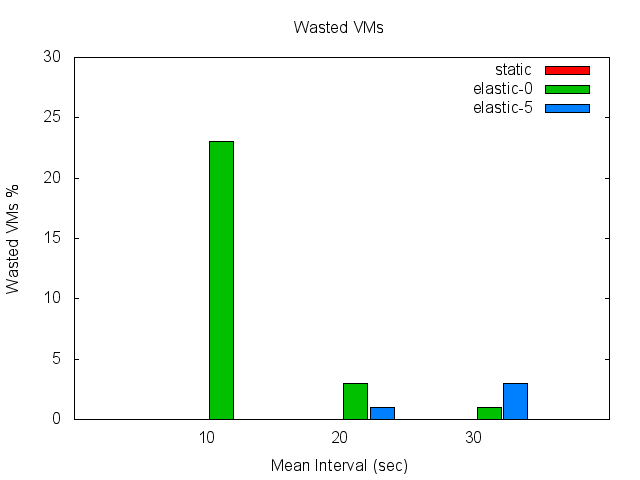 Wasted VMs
static
elastic-0
elastic-5
30
25
20
15
10
5
0
Wasted VMs %
10 20 30
Mean Interval (sec)